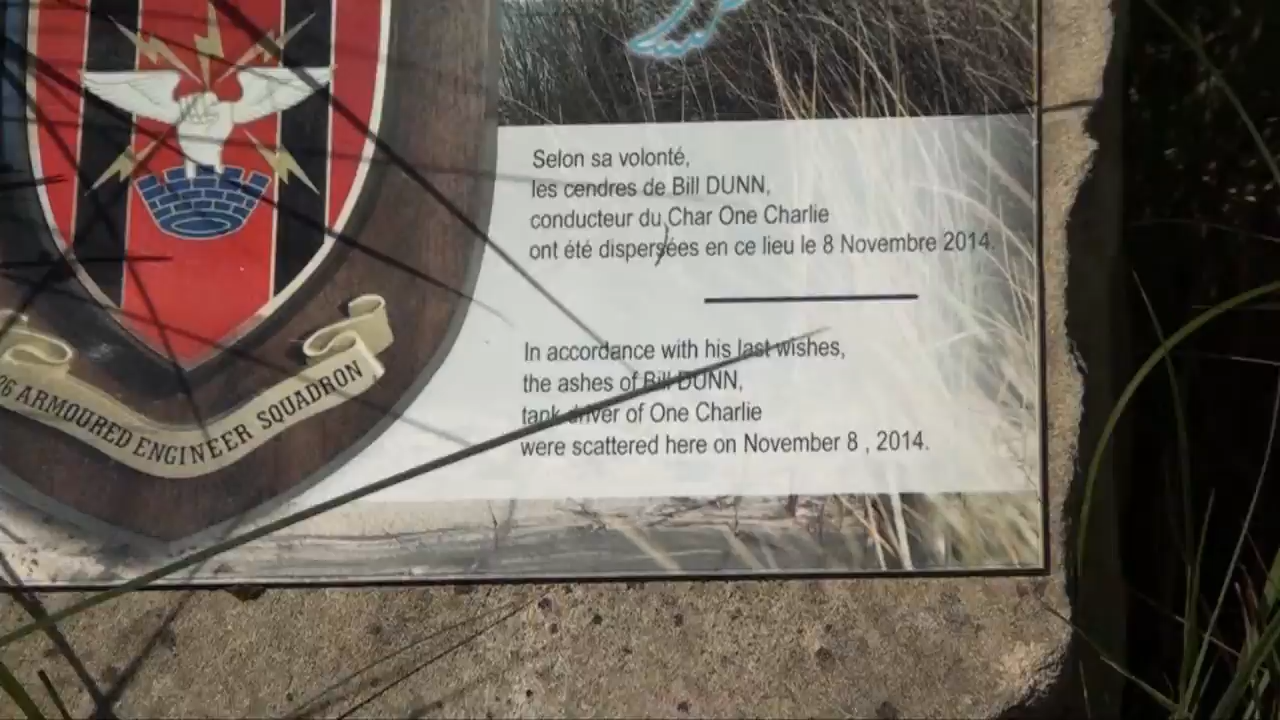 Selon sa volonté,
les cendres de Bill DUNN,
conducteur du Char One Charlie
ont été dispersées en ce lieu le 8 Novembre 2014.
In accordance with his last wishes,
the ashes of Bill DUNN,
tank driver of One Charlie
were scattered here on November 8 , 2014.
26 ARMOURED ENGINEER SQUADRON